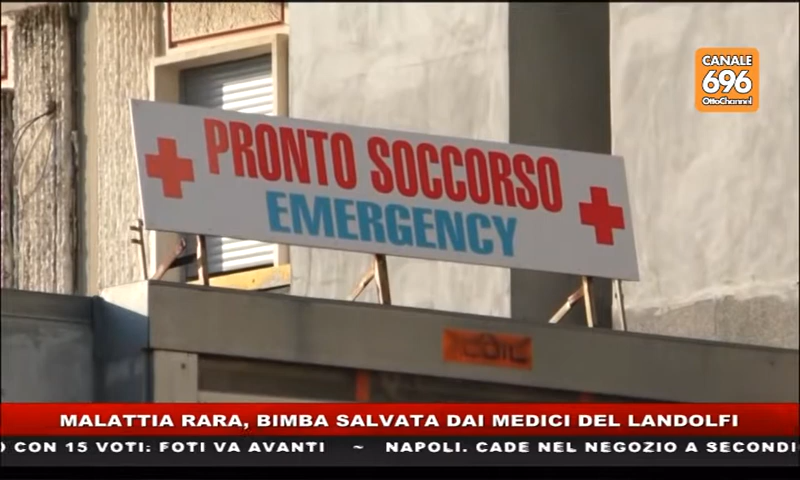 CANALE
696
OttoChannel
PRONTO SOCCORSO
EMERGENCY
MALATTIA RARA, BIMBA SALVATA DAI MEDICI DEL LANDOLFI
CON 15 VOTI: FOTI VA AVANTI ~ NAPOLI. CADE NEL NEGOZIO A